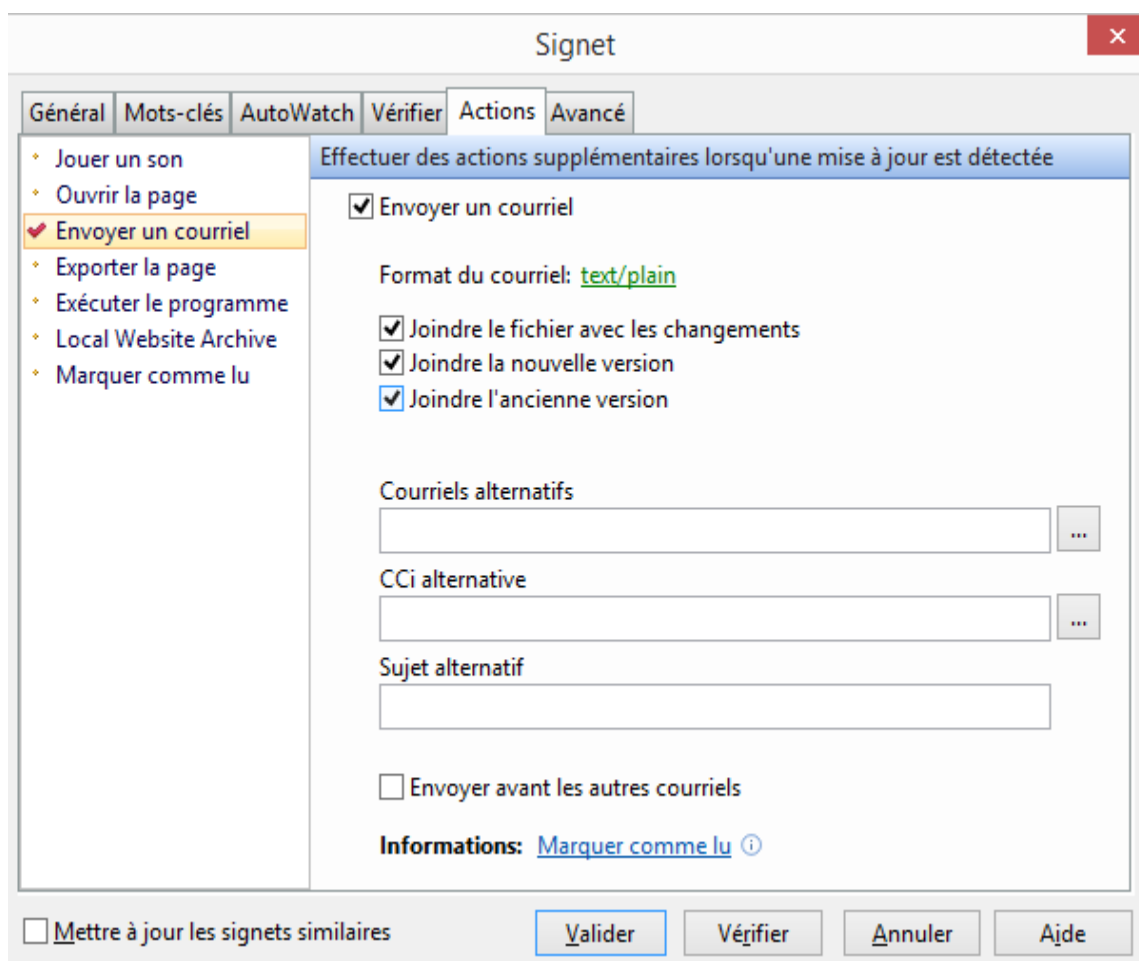 Signet
Général Mots-clés AutoWatch Vérifier Actions Avancé
Jouer un son
Ouvrir la page
Envoyer un courriel
Exporter la page
Exécuter le programme
Local Website Archive
Marquer comme lu
Effectuer des actions supplémentaires lorsqu'une mise à jour est détectée
Envoyer un courriel
Format du courriel: text/plain
Joindre le fichier avec les changements
Joindre la nouvelle version
Joindre l'ancienne version
Courriels alternatifs
...
CCi alternative
...
Sujet alternatif
Envoyer avant les autres courriels
Informations: Marquer comme lu
Mettre à jour les signets similaires
Valider Vérifier Annuler Aide